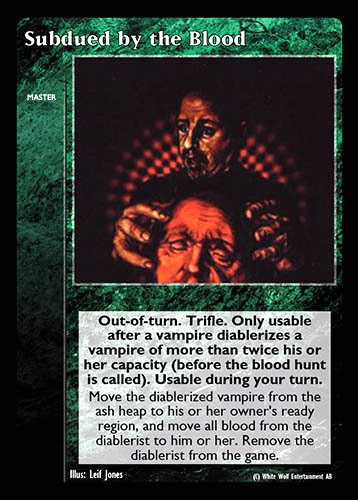 Subdued by the Blood
MASTER
Out-of-turn. Trifle. Only usable
after a vampire diablerizes a
vampire of more than twice his or
her capacity (before the blood hunt
is called). Usable during your turn.
Move the diablerized vampire from the
ash heap to his or her owner's ready
region, and move all blood from the
diablerist to him or her. Remove the
diablerist from the game.
Illus: Leif Jones
(C) White Wolf Entertainment AB